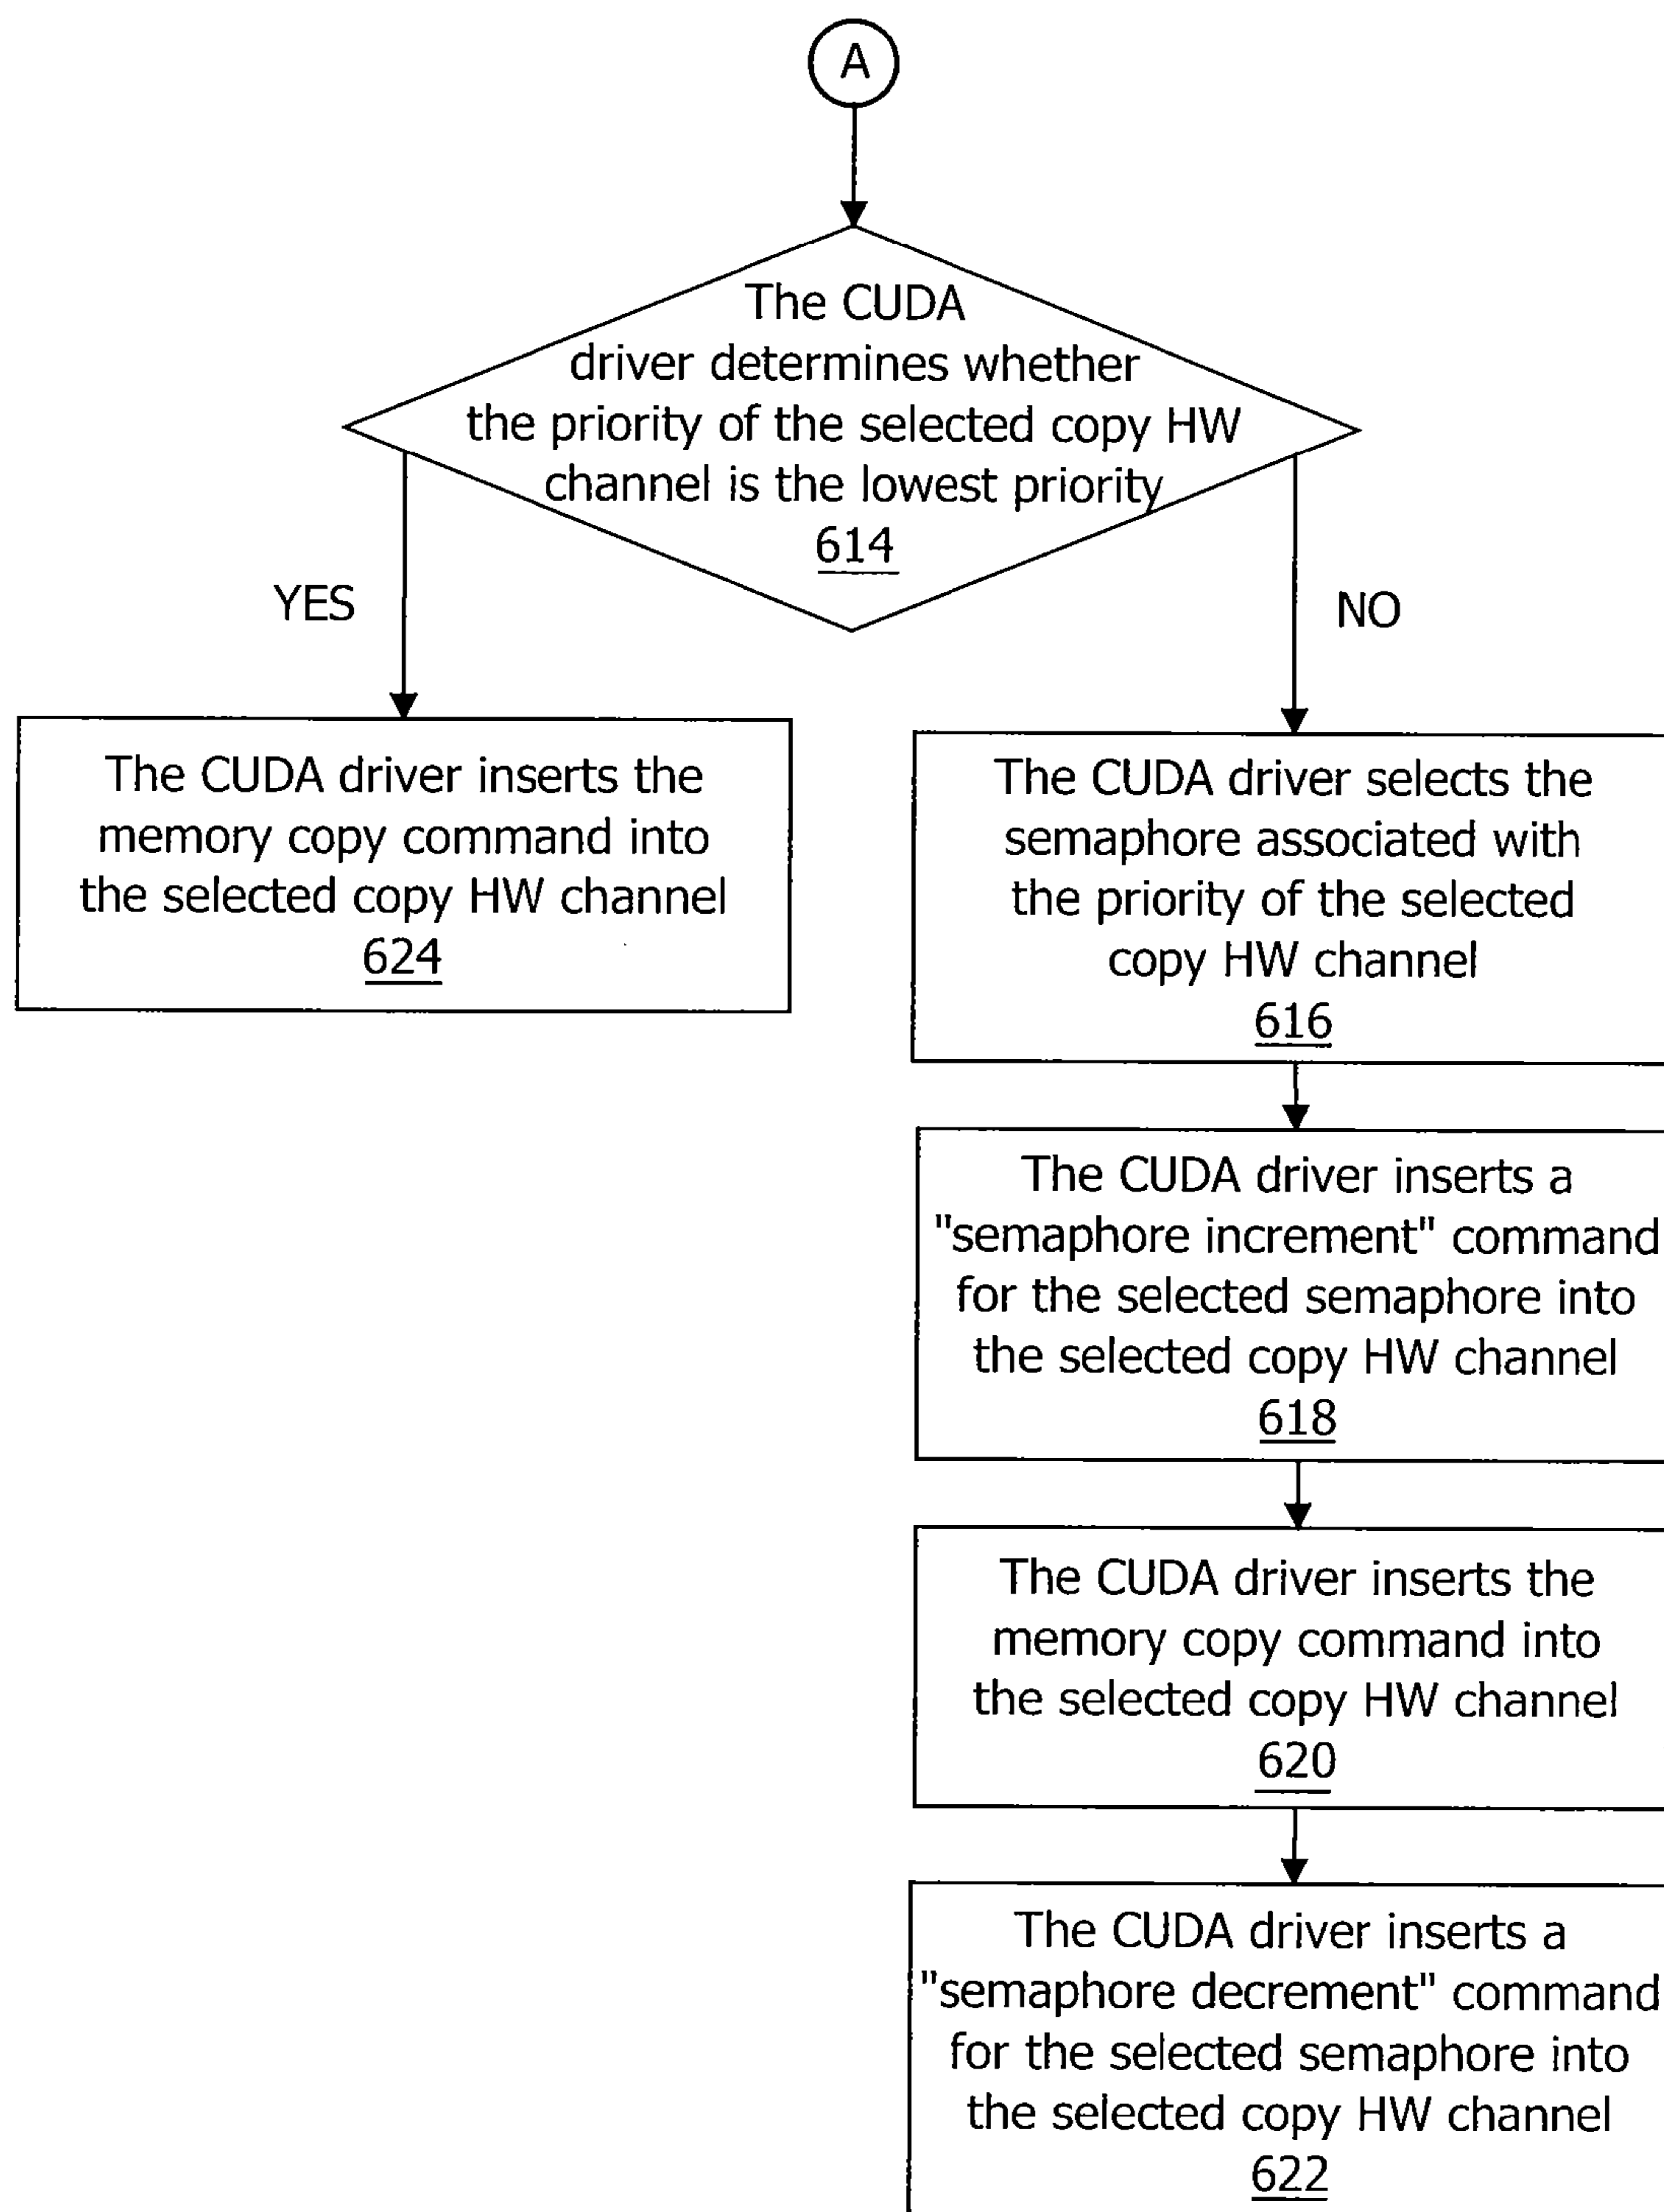 A
The CUDA
driver determines whether
the priority of the selected copy HW
channel is the lowest priority
614
YES
NO
The CUDA driver inserts the
memory copy command into
the selected copy HW channel
624
The CUDA driver selects the
semaphore associated with
the priority of the selected
copy HW channel
616
The CUDA driver inserts a
"semaphore increment" command
for the selected semaphore into
the selected copy HW channel
618
The CUDA driver inserts the
memory copy command into
the selected copy HW channel
620
The CUDA driver inserts a
"semaphore decrement" command
for the selected semaphore into
the selected copy HW channel
622